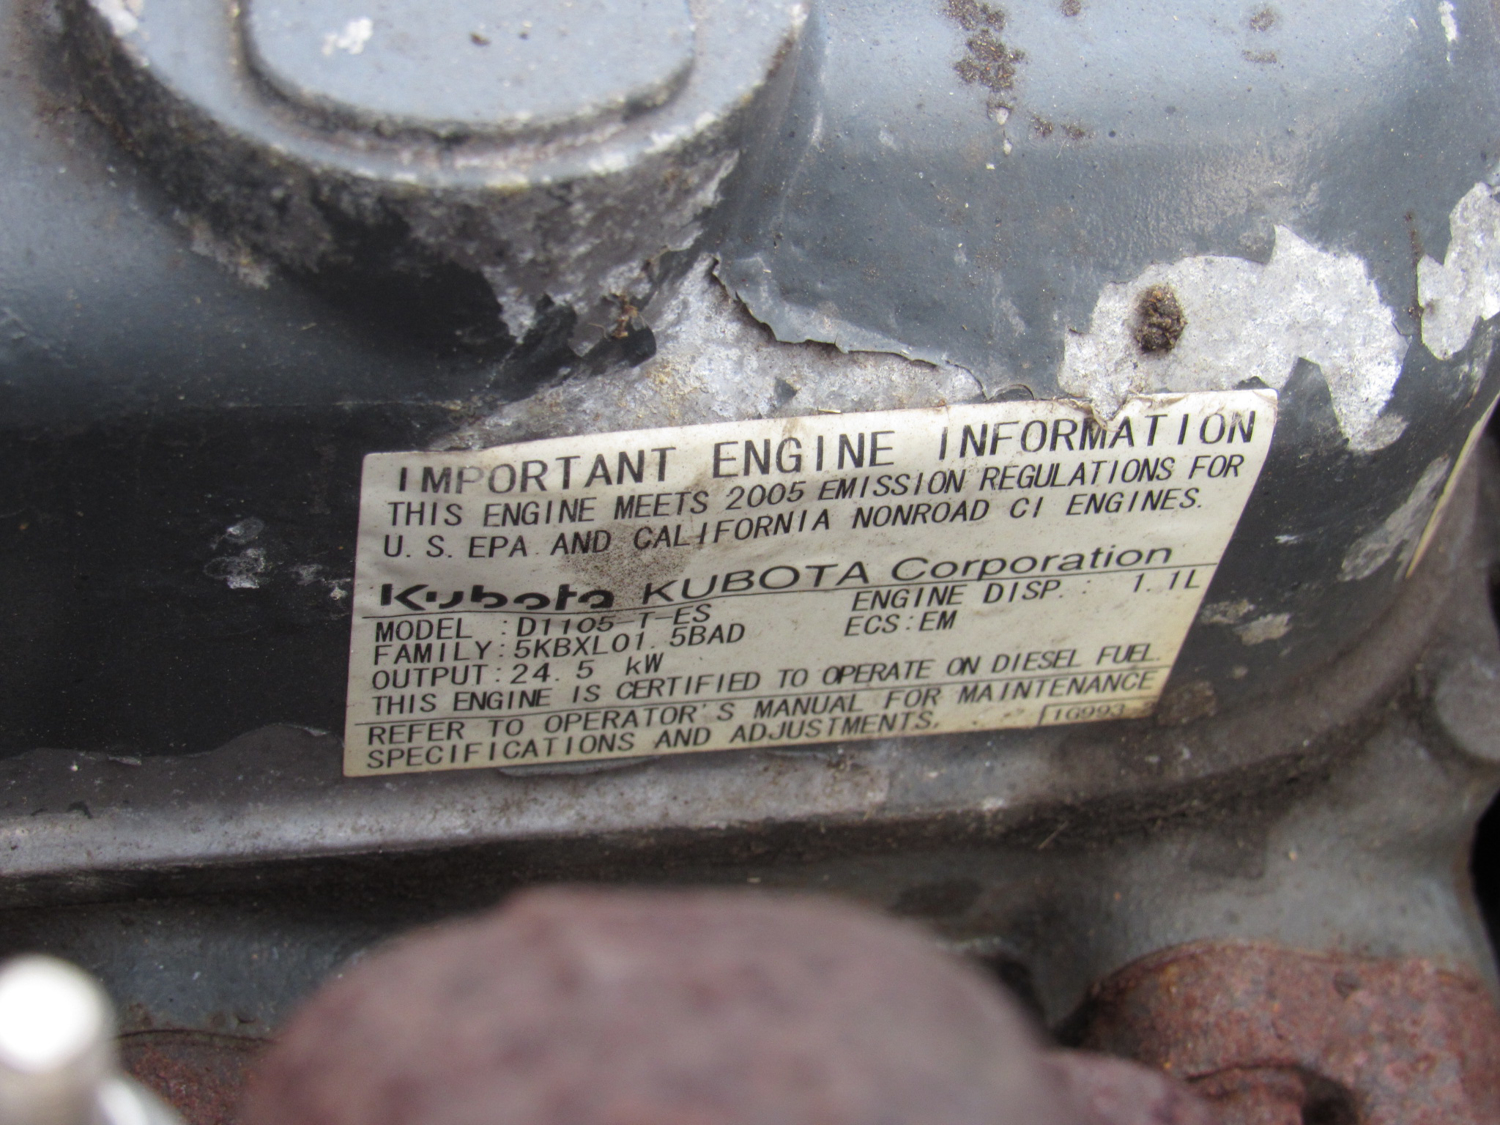 IMPORTANT ENGINE INFORMATION
THIS ENGINE MEETS 2005 EMISSION REGULATIONS FOR
U.S. EPA AND CALIFORNIA NONROAD CI ENGINES.
Kubota KUBOTA Corporation
MODEL :D1105-T-ES ENGINE DISP. : 1.1L
FAMILY:5KBXL01.5BAD ECS:EM
OUTPUT:24.5 kW
THIS ENGINE IS CERTIFIED TO OPERATE ON DIESEL FUEL.
REFER TO OPERATOR'S MANUAL FOR MAINTENANCE
SPECIFICATIONS AND ADJUSTMENTS. 1G993